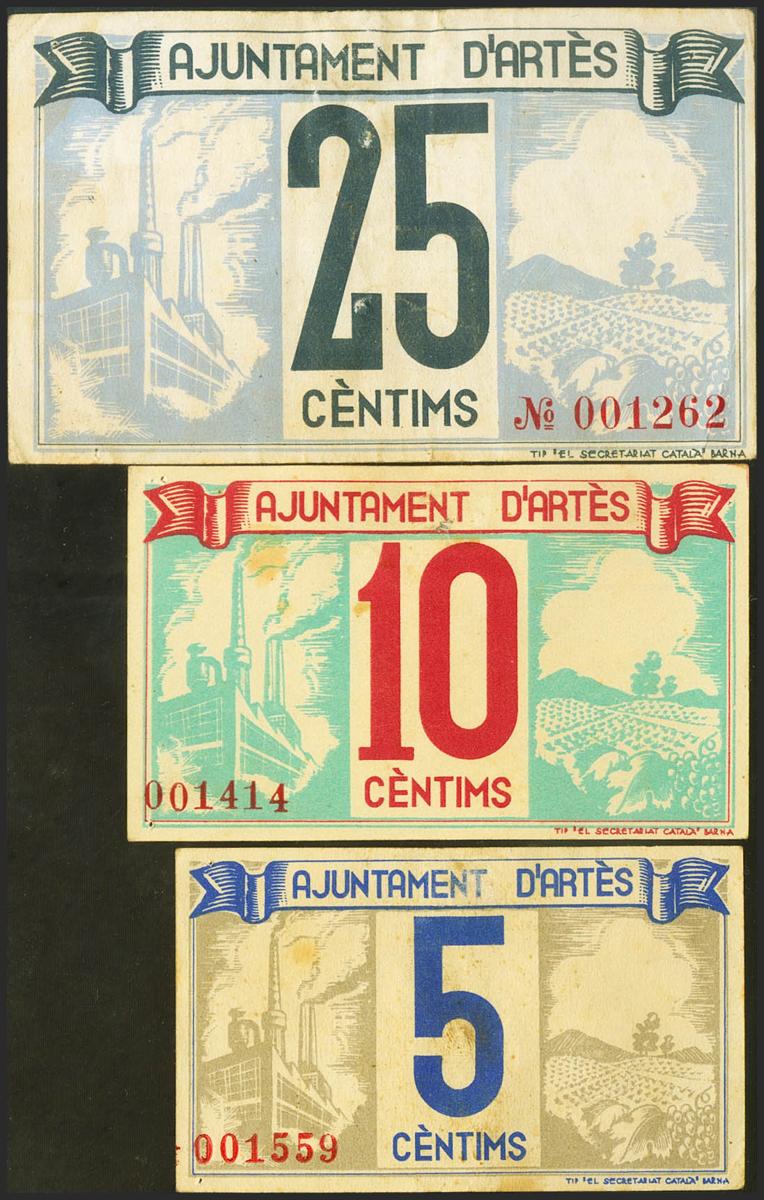 AJUNTAMENT D'ARTÈS
25
CÈNTIMS
№ 001262
TIP "EL SECRETARIAT CATALÀ" BARNA
AJUNTAMENT D'ARTÈS
10
CÈNTIMS
001414
TIP "EL SECRETARIAT CATALÀ" BARNA
AJUNTAMENT D'ARTÈS
5
CÈNTIMS
001559
TIP "EL SECRETARIAT CATALÀ" BARNA